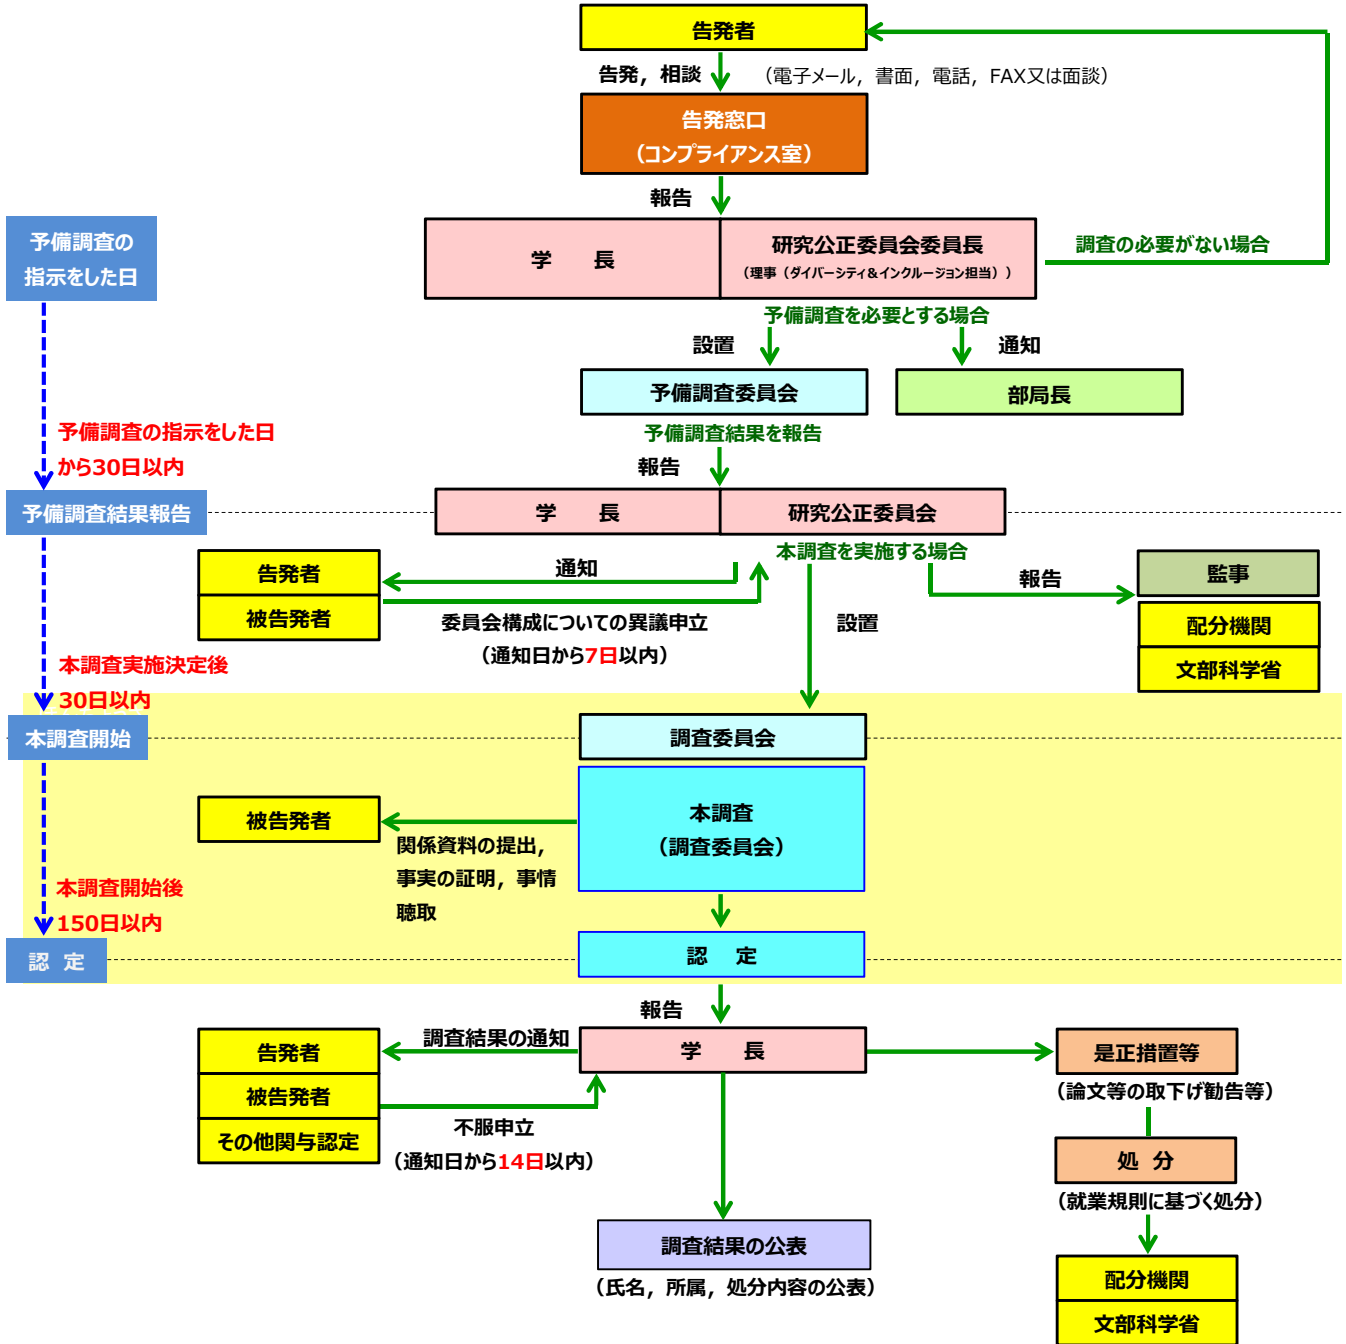 告発者
告発，相談
（電子メール，書面，電話，FAX又は面談）
告発窓口
（コンプライアンス室）
報告
予備調査の
指示をした日
学　長
研究公正委員会委員長
（理事（ダイバーシティ&インクルージョン担当））
調査の必要がない場合
予備調査を必要とする場合
設置
通知
予備調査委員会
部局長
予備調査の指示をした日
から30日以内
予備調査結果を報告
報告
予備調査結果報告
学　長
研究公正委員会
本調査を実施する場合
告発者
通知
報告
監事
被告発者
委員会構成についての異議申立
（通知日から7日以内）
設置
配分機関
文部科学省
本調査実施決定後
30日以内
本調査開始
調査委員会
被告発者
本調査
（調査委員会）
関係資料の提出，
事実の証明，事情
聴取
本調査開始後
150日以内
認 定
認　定
報告
告発者
調査結果の通知
学　長
是正措置等
（論文等の取下げ勧告等）
被告発者
その他関与認定
不服申立
（通知日から14日以内）
処 分
（就業規則に基づく処分）
調査結果の公表
（氏名，所属，処分内容の公表）
配分機関
文部科学省